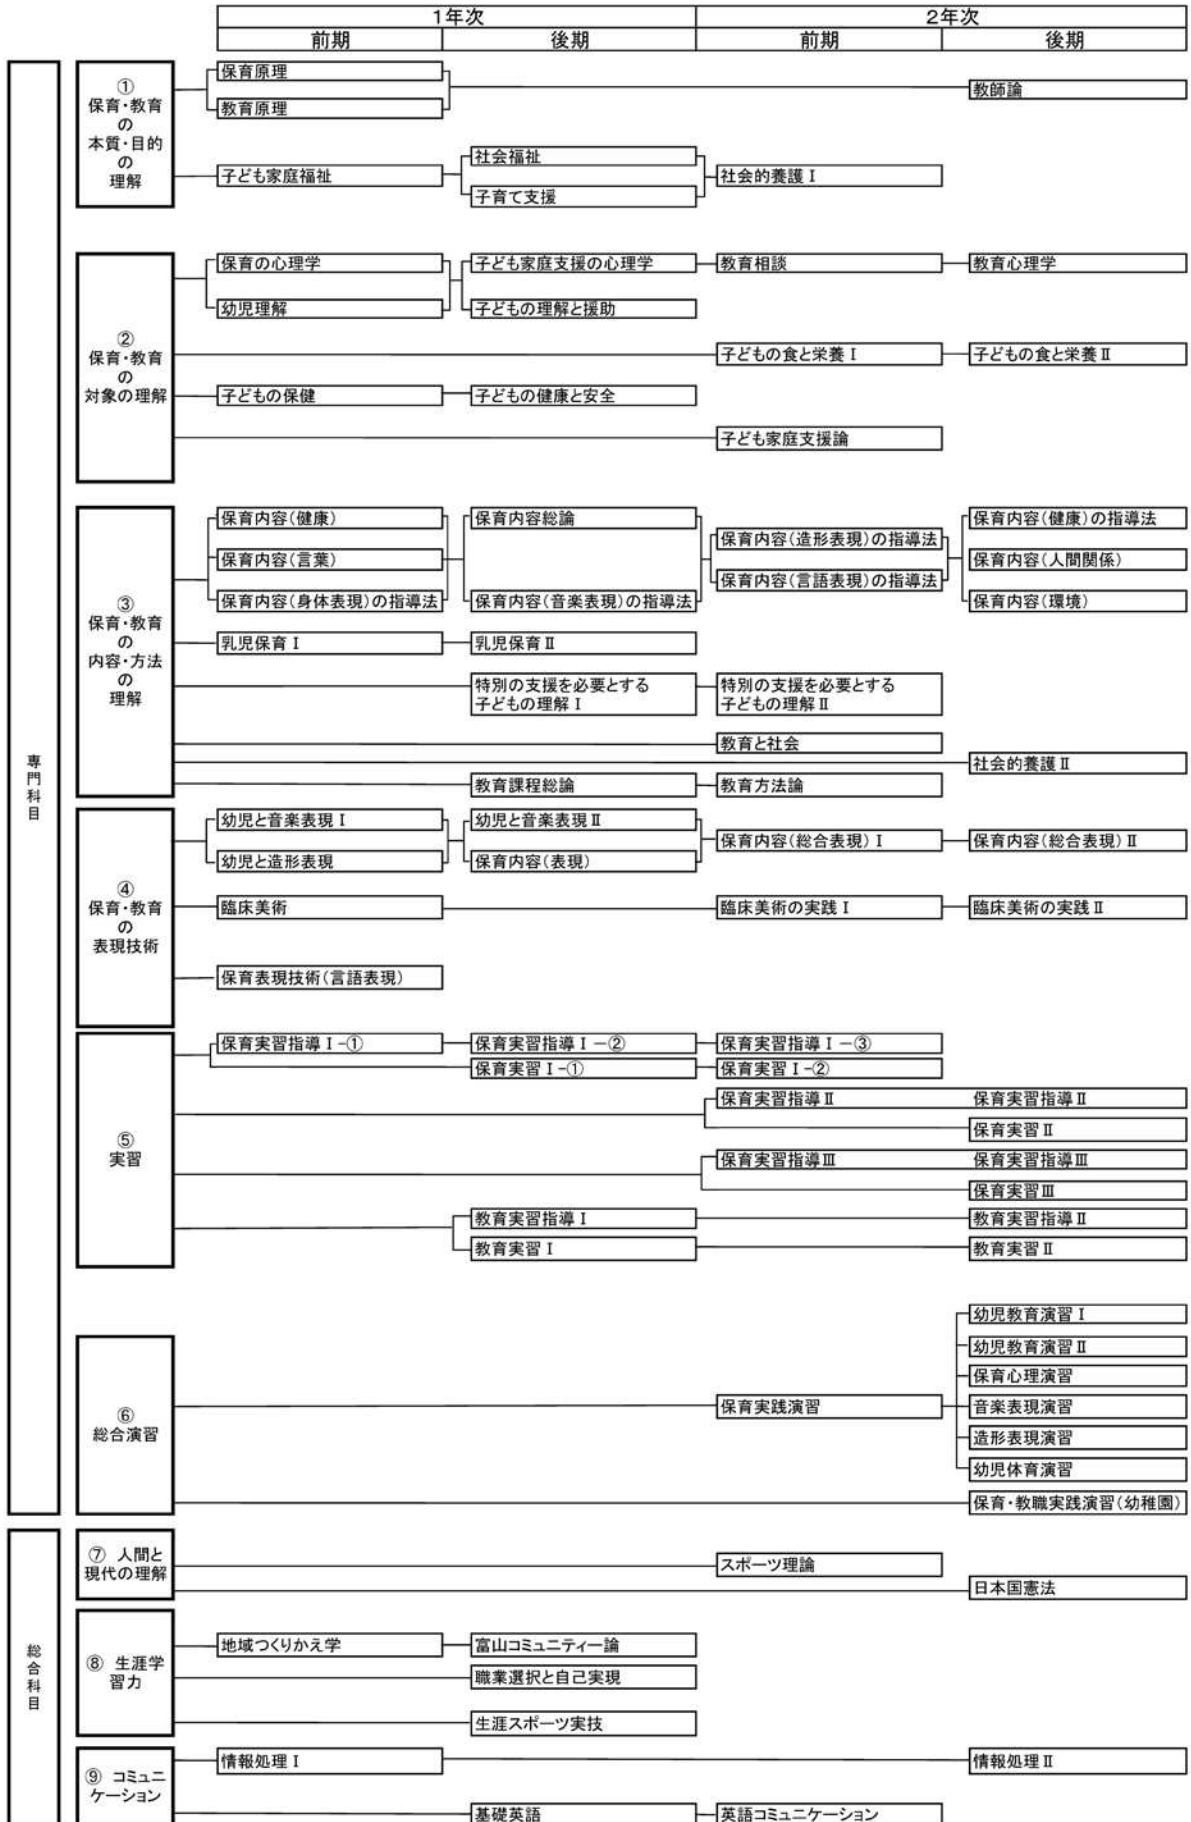 1年次
2年次
前期
後期
前期
後期
専門科目
①
保育・教育
の
本質・目的
の
理解
保育原理
教育原理
教師論
子ども家庭福祉
社会福祉
子育て支援
社会的養護Ⅰ
②
保育・教育
の
対象の理解
保育の心理学
子ども家庭支援の心理学
教育相談
教育心理学
幼児理解
子どもの理解と援助
子どもの食と栄養Ⅰ
子どもの食と栄養Ⅱ
子どもの保健
子どもの健康と安全
子ども家庭支援論
③
保育・教育
の
内容・方法
の
理解
保育内容(健康)
保育内容(言葉)
保育内容(身体表現)の指導法
保育内容総論
保育内容(音楽表現)の指導法
保育内容(造形表現)の指導法
保育内容(言語表現)の指導法
保育内容(健康)の指導法
保育内容(人間関係)
保育内容(環境)
乳児保育Ⅰ
乳児保育Ⅱ
特別の支援を必要とする
子どもの理解Ⅰ
特別の支援を必要とする
子どもの理解Ⅱ
教育と社会
社会的養護Ⅱ
教育課程総論
教育方法論
④
保育・教育
の
表現技術
幼児と音楽表現Ⅰ
幼児と造形表現
幼児と音楽表現Ⅱ
保育内容(表現)
保育内容(総合表現)Ⅰ
保育内容(総合表現)Ⅱ
臨床美術
臨床美術の実践Ⅰ
臨床美術の実践Ⅱ
保育表現技術(言語表現)
⑤
実習
保育実習指導Ⅰ-①
保育実習指導Ⅰ-②
保育実習指導Ⅰ-③
保育実習Ⅰ-①
保育実習Ⅰ-②
保育実習指導Ⅱ
保育実習指導Ⅱ
保育実習Ⅱ
保育実習指導Ⅲ
保育実習指導Ⅲ
保育実習Ⅲ
教育実習指導Ⅰ
教育実習指導Ⅱ
教育実習Ⅰ
教育実習Ⅱ
⑥
総合演習
保育実践演習
幼児教育演習Ⅰ
幼児教育演習Ⅱ
保育心理演習
音楽表現演習
造形表現演習
幼児体育演習
保育・教職実践演習(幼稚園)
総合科目
⑦ 人間と
現代の理解
スポーツ理論
日本国憲法
⑧ 生涯学
習力
地域つくりかえ学
富山コミュニティー論
職業選択と自己実現
生涯スポーツ実技
⑨ コミュニ
ケーション
情報処理Ⅰ
情報処理Ⅱ
基礎英語
英語コミュニケーション